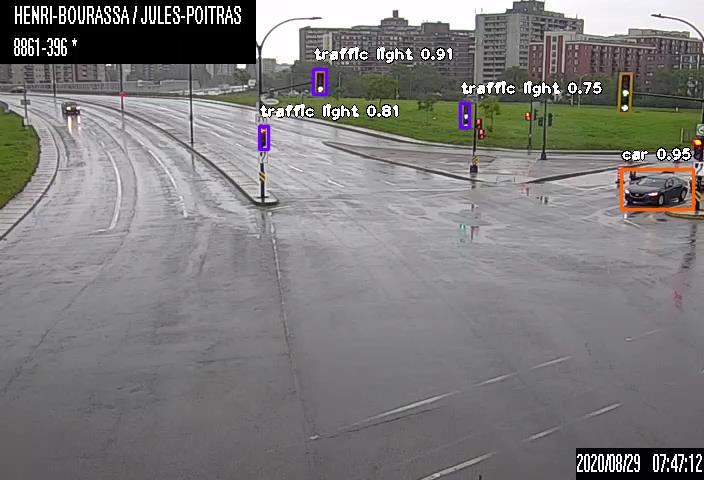 HENRI-BOURASSA / JULES-POITRAS
8861-396 *
traffic light 0.91
traffic light 0.75
traffic light 0.81
car 0.95
2020/08/29 07:47:12